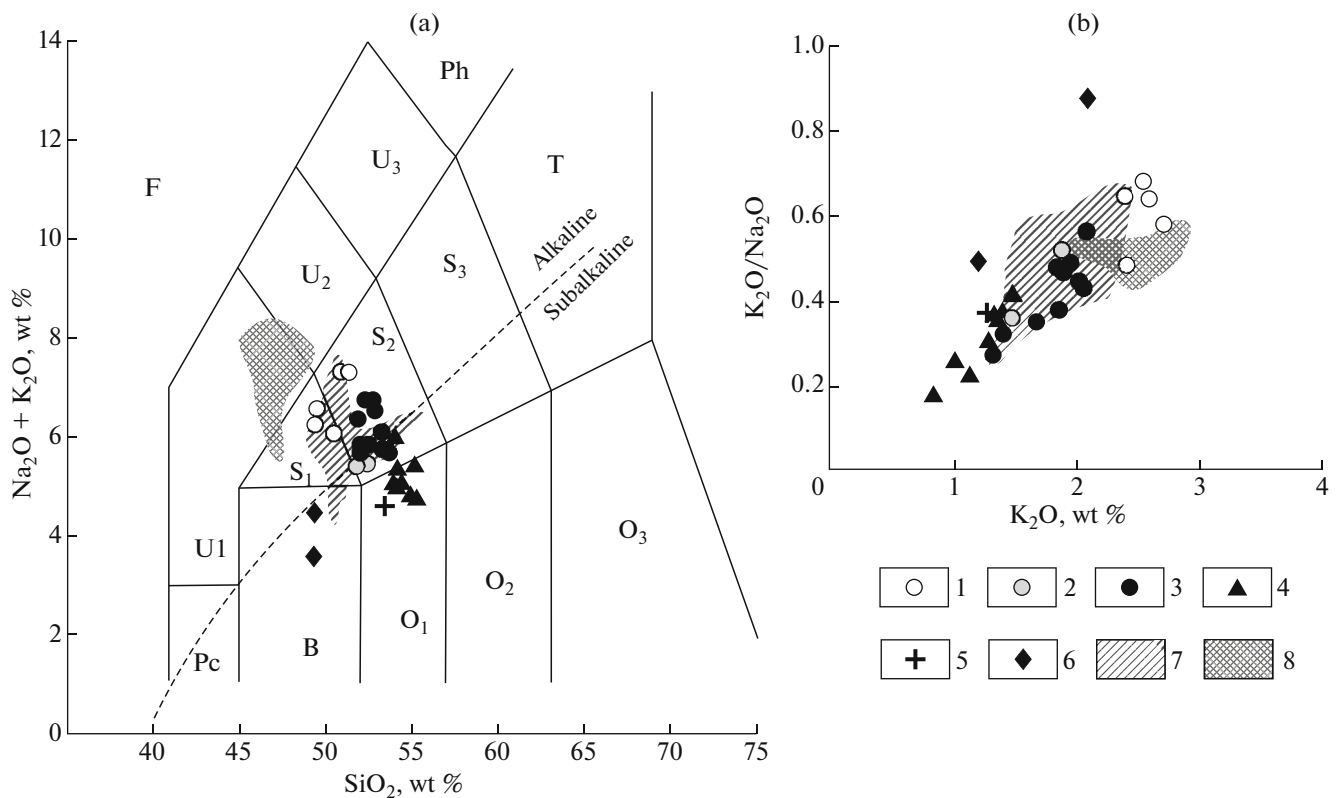 (a)
14
12
10
8
6
4
2
0
Na₂O + K₂O, wt %
40 45 50 55 60 65 70 75
SiO₂, wt %
F
Ph
U₃
T
U₂
S₃
Alkaline
Subalkaline
S₂
S₁
U1
Pc
B
O₁
O₂
O₃
(b)
1.0
0.8
0.6
0.4
0.2
K₂O/Na₂O
0 1 2 3 4
K₂O, wt %
1 2 3 4
5 6 7 8